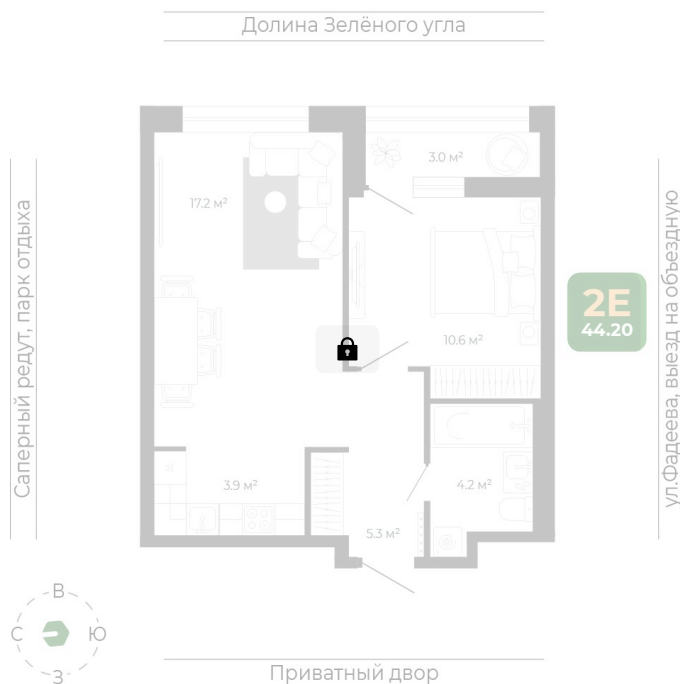 Долина Зелёного угла
3.0 м²
17.2 м²
Саперный редут, парк отдыха
ул.Фадеева, выезд на объездную
2Е
44.20
10.6 м²
3.9 м²
4.2 м²
5.3 м²
В
С
Ю
З
Приватный двор